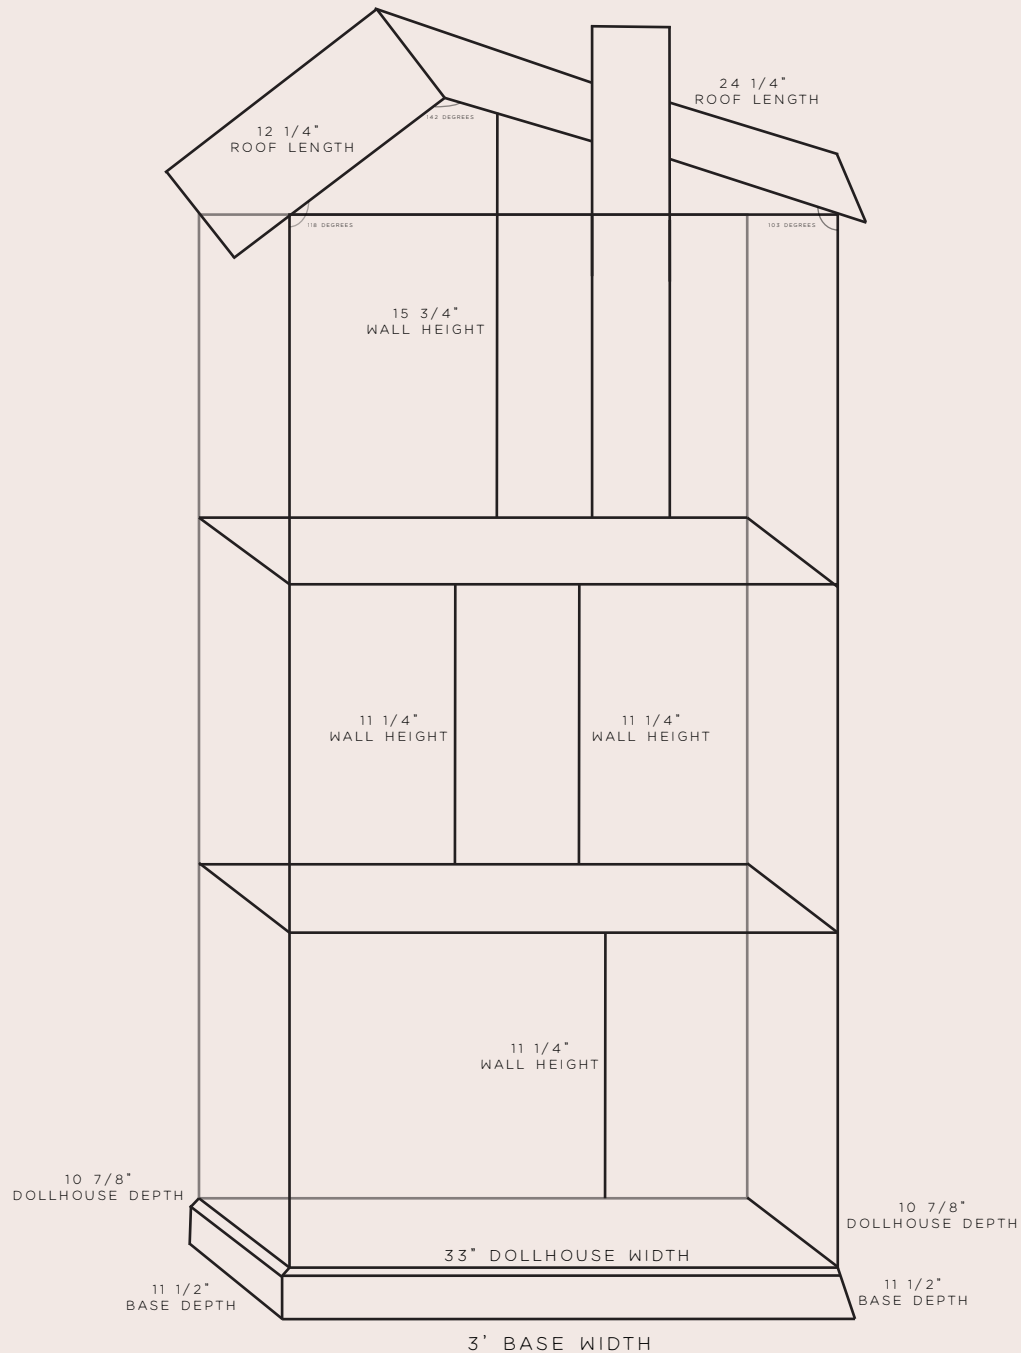 24 1/4"
ROOF LENGTH
142 DEGREES
12 1/4"
ROOF LENGTH
118 DEGREES
103 DEGREES
15 3/4"
WALL HEIGHT
11 1/4"
WALL HEIGHT
11 1/4"
WALL HEIGHT
11 1/4"
WALL HEIGHT
10 7/8"
DOLLHOUSE DEPTH
10 7/8"
DOLLHOUSE DEPTH
33" DOLLHOUSE WIDTH
11 1/2"
BASE DEPTH
11 1/2"
BASE DEPTH
3' BASE WIDTH